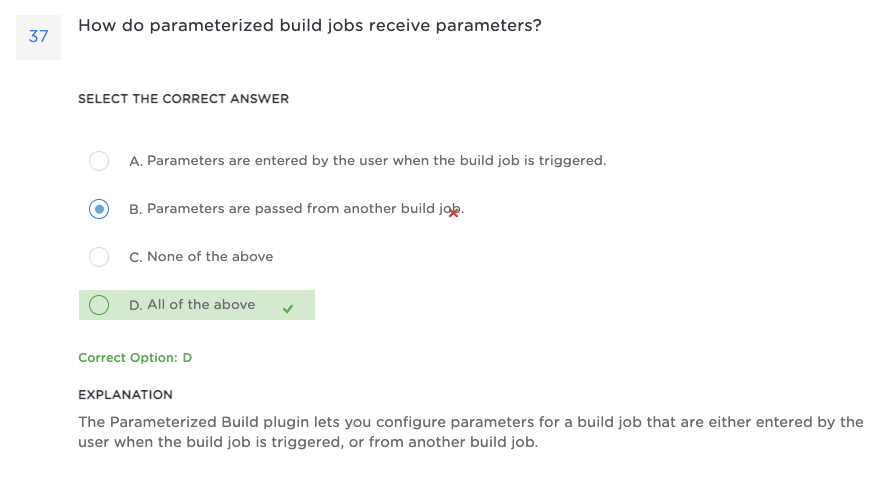 37
How do parameterized build jobs receive parameters?
SELECT THE CORRECT ANSWER
A. Parameters are entered by the user when the build job is triggered.
B. Parameters are passed from another build job.
C. None of the above
D. All of the above
Correct Option: D
EXPLANATION
The Parameterized Build plugin lets you configure parameters for a build job that are either entered by the
user when the build job is triggered, or from another build job.